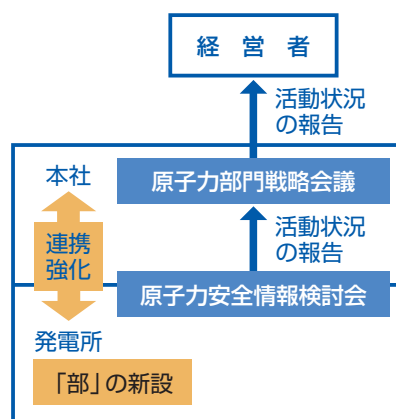 経営者
活動状況
の報告
本社
原子力部門戦略会議
連携
強化
活動状況
の報告
原子力安全情報検討会
発電所
「部」の新設